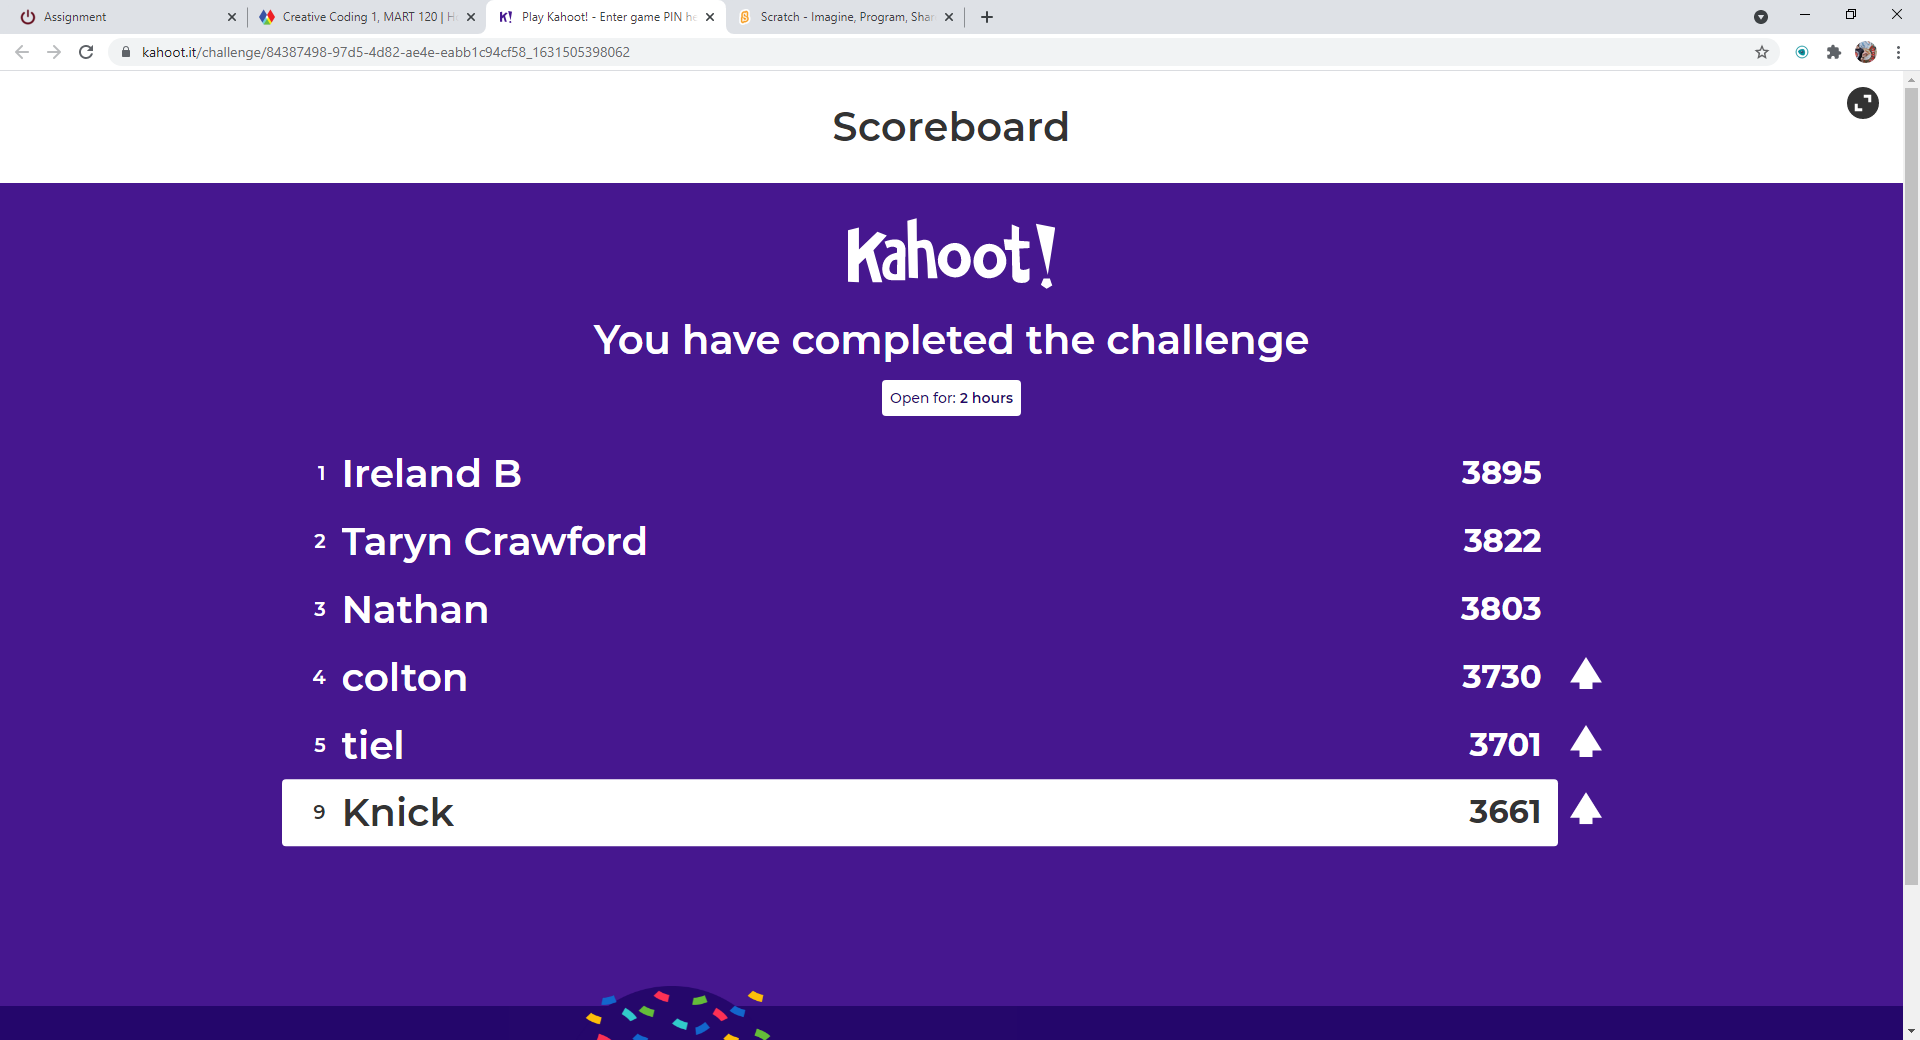 Assignment
Creative Coding 1, MART 120 | H
Play Kahoot! - Enter game PIN he
Scratch - Imagine, Program, Shar
kahoot.it/challenge/84387498-97d5-4d82-ae4e-eabb1c94cf58_1631505398062
Scoreboard
Kahoot!
You have completed the challenge
Open for: 2 hours
1 Ireland B 3895
2 Taryn Crawford 3822
3 Nathan 3803
4 colton 3730
5 tiel 3701
9 Knick 3661